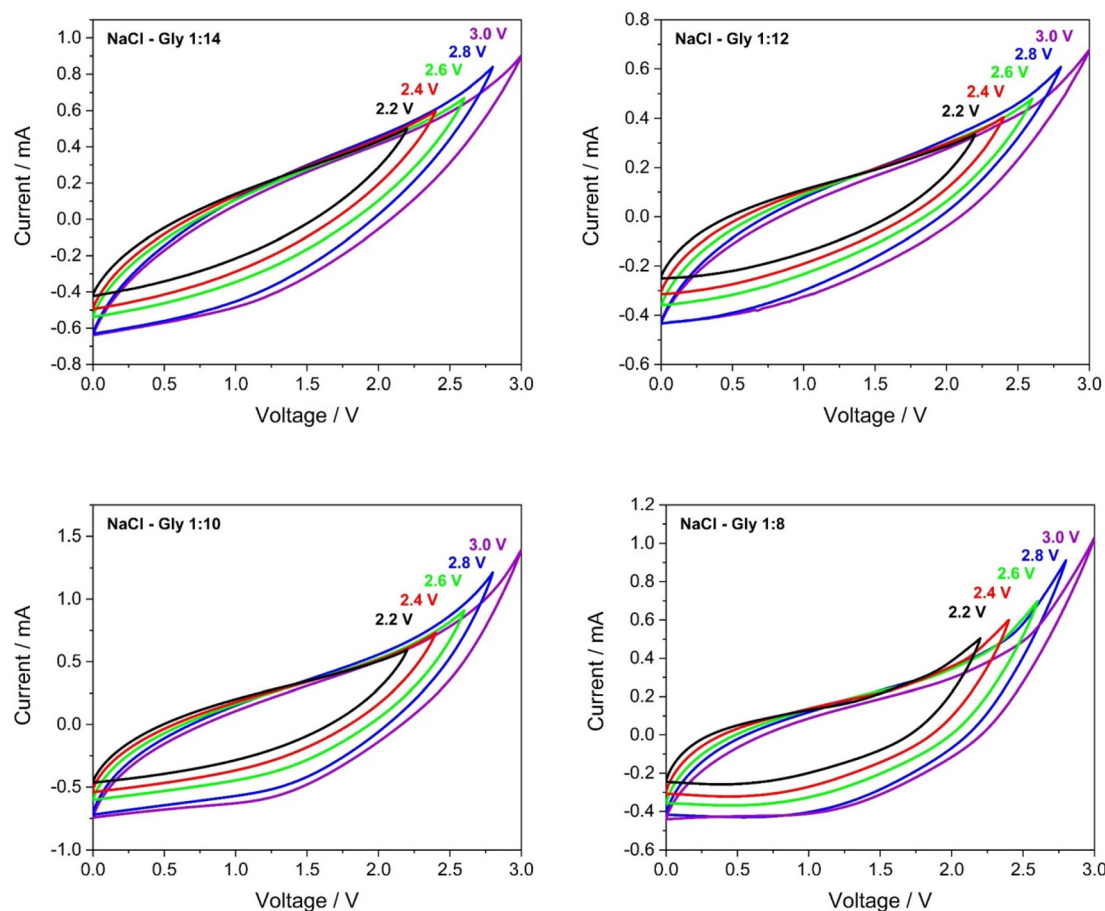 NaCl - Gly 1:14
3.0 V
2.8 V
2.6 V
2.4 V
2.2 V
1.0
0.8
0.6
0.4
0.2
0.0
-0.2
-0.4
-0.6
-0.8
Current / mA
0.0 0.5 1.0 1.5 2.0 2.5 3.0
Voltage / V
NaCl - Gly 1:12
3.0 V
2.8 V
2.6 V
2.4 V
2.2 V
0.8
0.6
0.4
0.2
0.0
-0.2
-0.4
-0.6
Current / mA
0.0 0.5 1.0 1.5 2.0 2.5 3.0
Voltage / V
NaCl - Gly 1:10
3.0 V
2.8 V
2.6 V
2.4 V
2.2 V
1.5
1.0
0.5
0.0
-0.5
-1.0
Current / mA
0.0 0.5 1.0 1.5 2.0 2.5 3.0
Voltage / V
NaCl - Gly 1:8
3.0 V
2.8 V
2.6 V
2.4 V
2.2 V
1.2
1.0
0.8
0.6
0.4
0.2
0.0
-0.2
-0.4
-0.6
Current / mA
0.0 0.5 1.0 1.5 2.0 2.5 3.0
Voltage / V